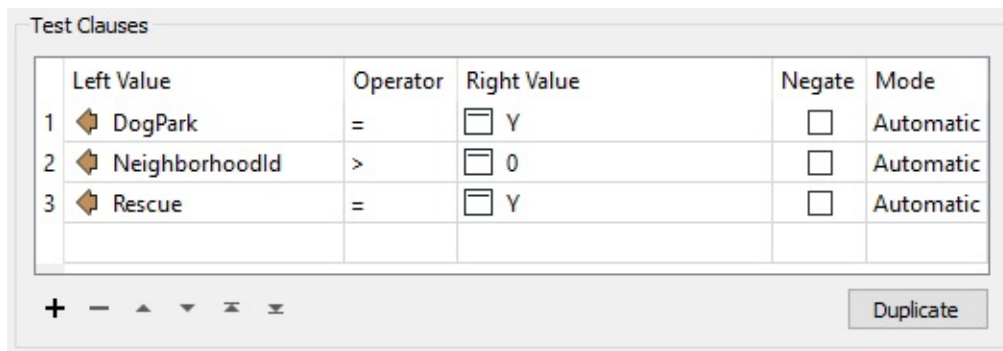 Test Clauses
Left Value Operator Right Value Negate Mode
1 DogPark = Y Automatic
2 NeighborhoodId > 0 Automatic
3 Rescue = Y Automatic
Duplicate